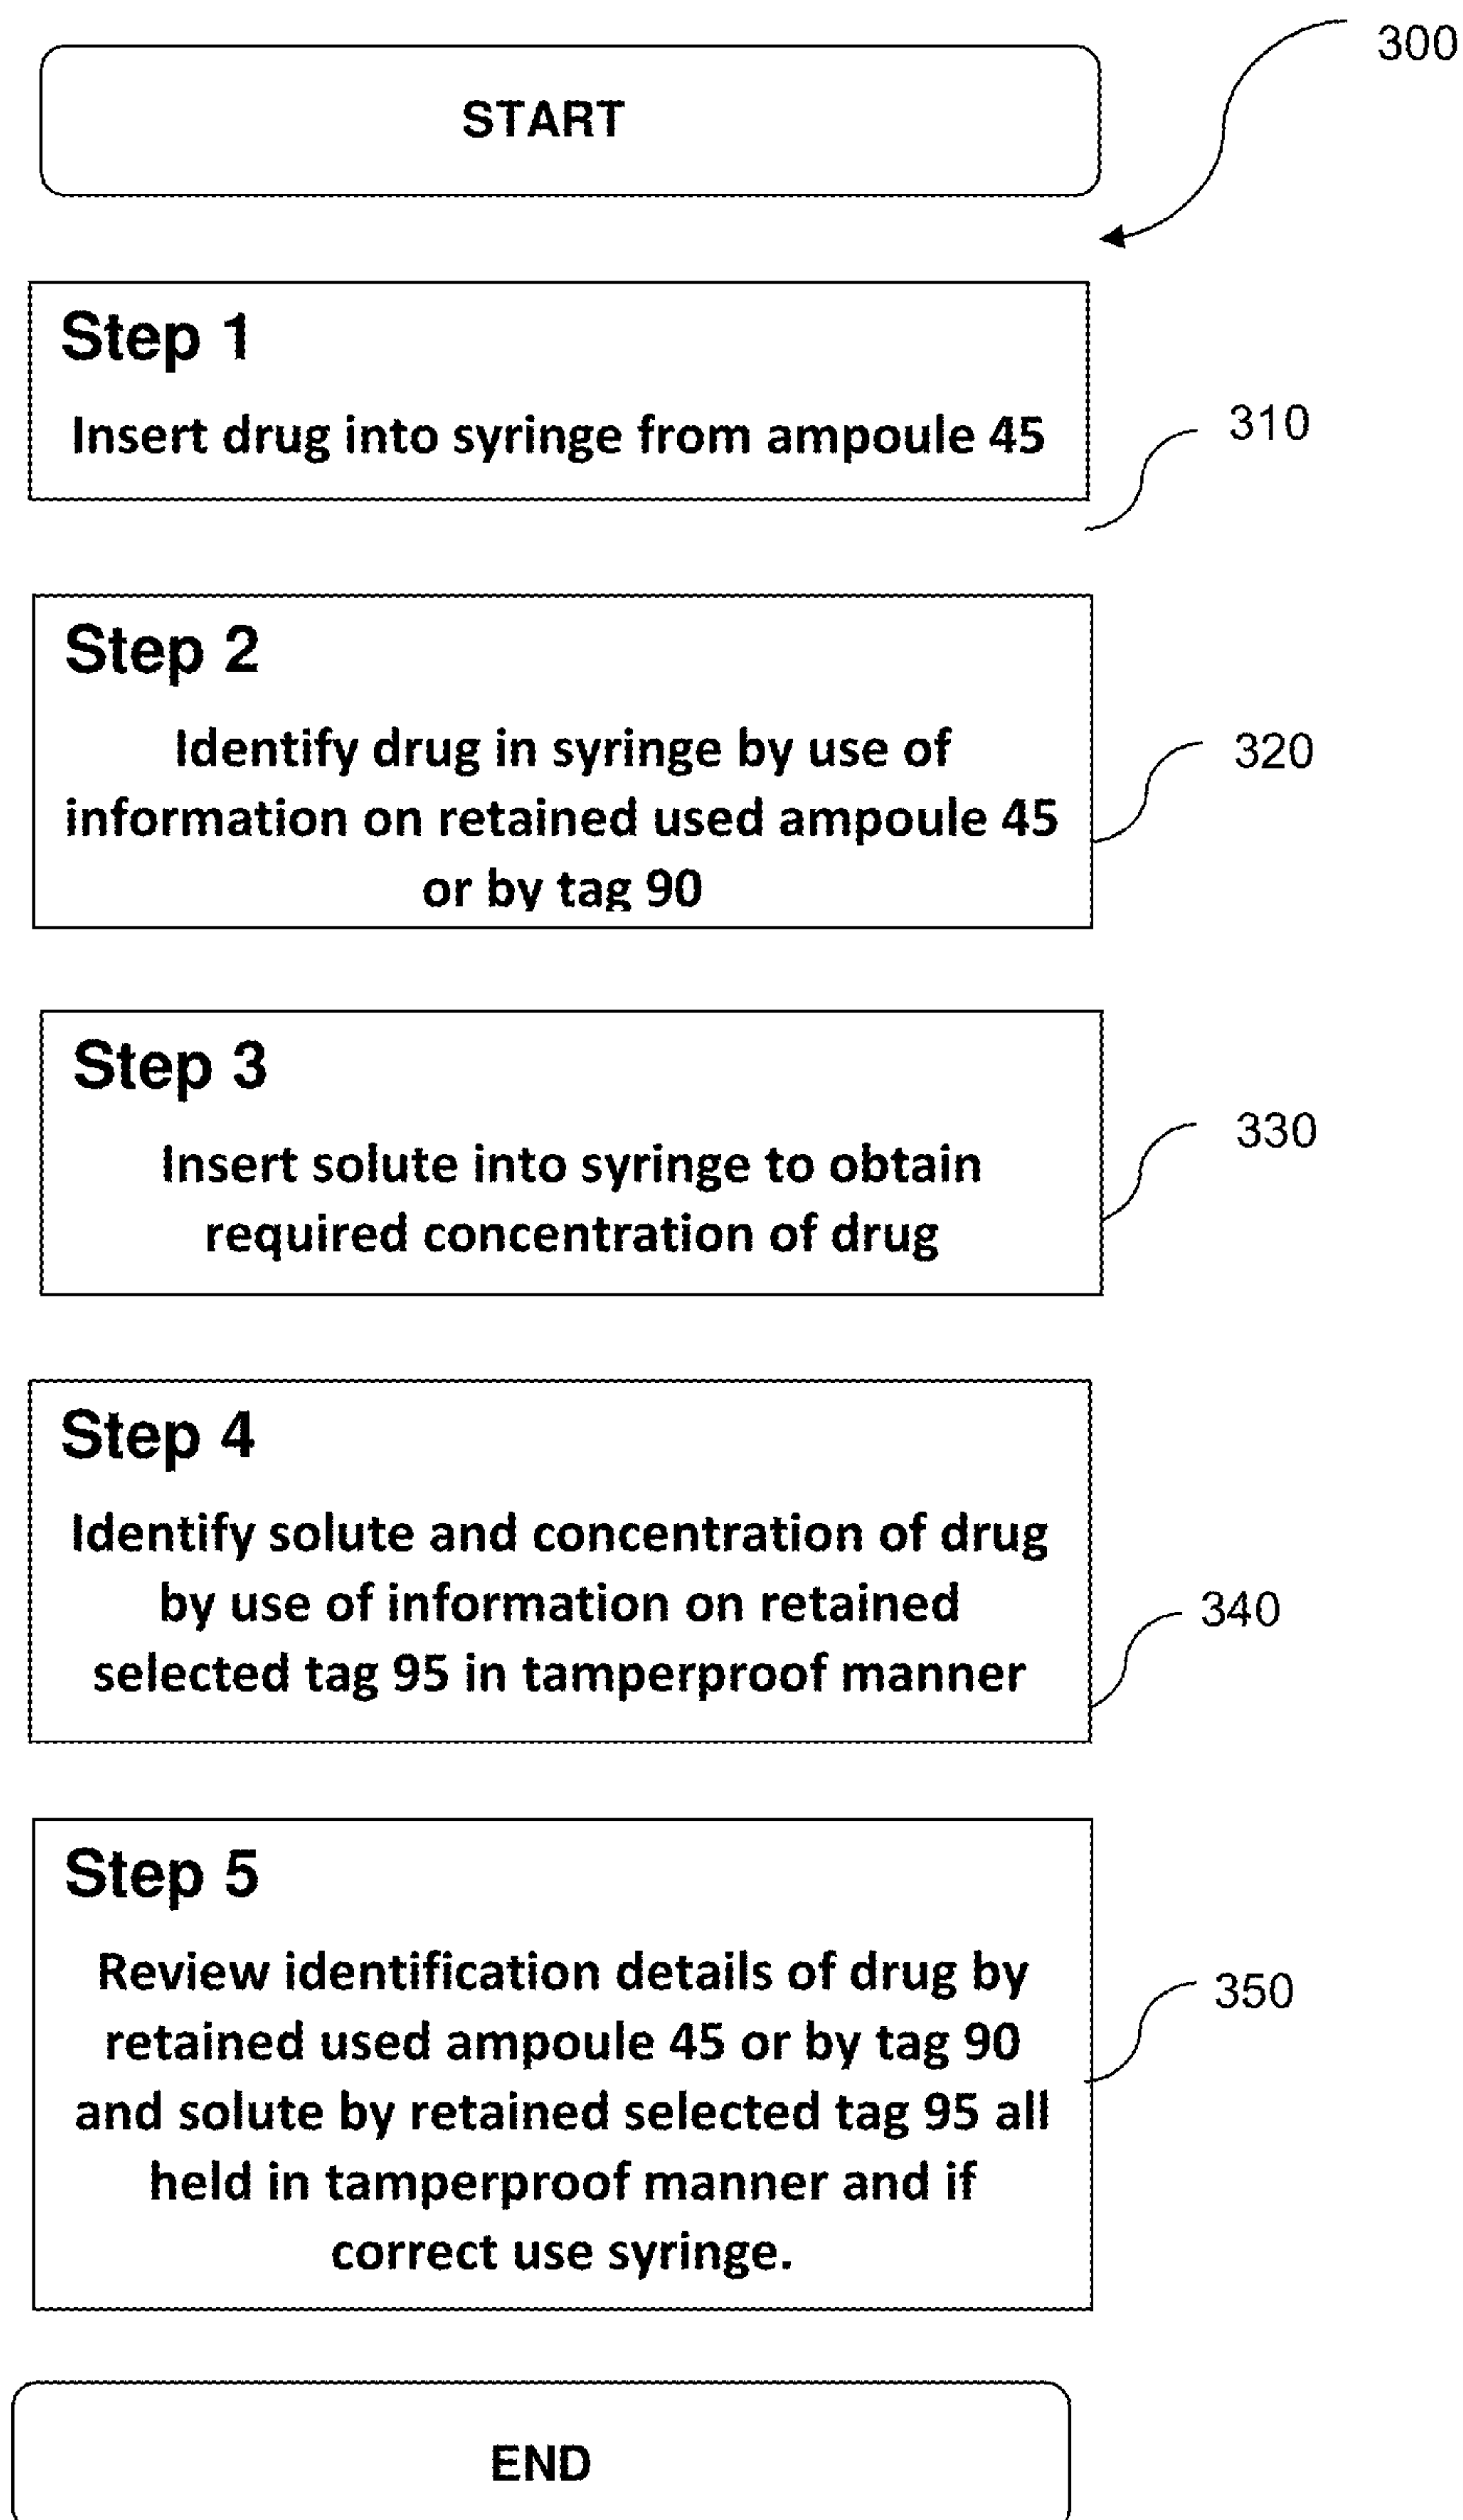 300
START
Step 1
Insert drug into syringe from ampoule 45
310
Step 2
Identify drug in syringe by use of
information on retained used ampoule 45
or by tag 90
320
Step 3
Insert solute into syringe to obtain
required concentration of drug
330
Step 4
Identify solute and concentration of drug
by use of information on retained
selected tag 95 in tamperproof manner
340
Step 5
Review identification details of drug by
retained used ampoule 45 or by tag 90
and solute by retained selected tag 95 all
held in tamperproof manner and if
correct use syringe.
350
END